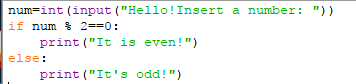 num=int(input("Hello!Insert a number: "))
if num % 2==0:
    print("It is even!")
else:
    print("It's odd!")